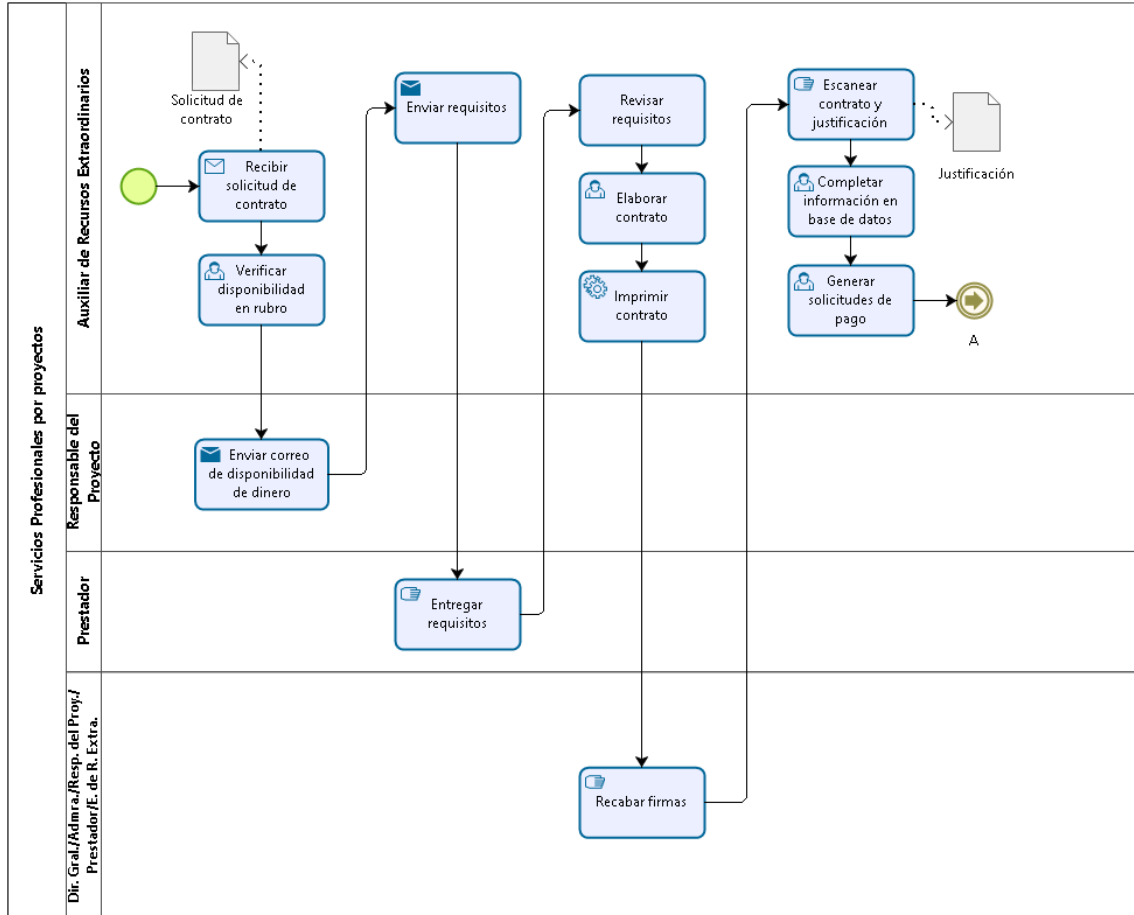 Servicios Profesionales por proyectos
Auxiliar de Recursos Extraordinarios
Solicitud de
contrato
Recibir
solicitud de
contrato
Verificar
disponibilidad
en rubro
Enviar requisitos
Revisar
requisitos
Elaborar
contrato
Imprimir
contrato
Escanear
contrato y
justificación
Justificación
Completar
información en
base de datos
Generar
solicitudes de
pago
A
Responsable del
Proyecto
Enviar correo
de disponibilidad
de dinero
Prestador
Entregar
requisitos
Dir. Gral./Admra./Resp. del Proy./
Prestador/E. de R. Extra.
Recabar firmas